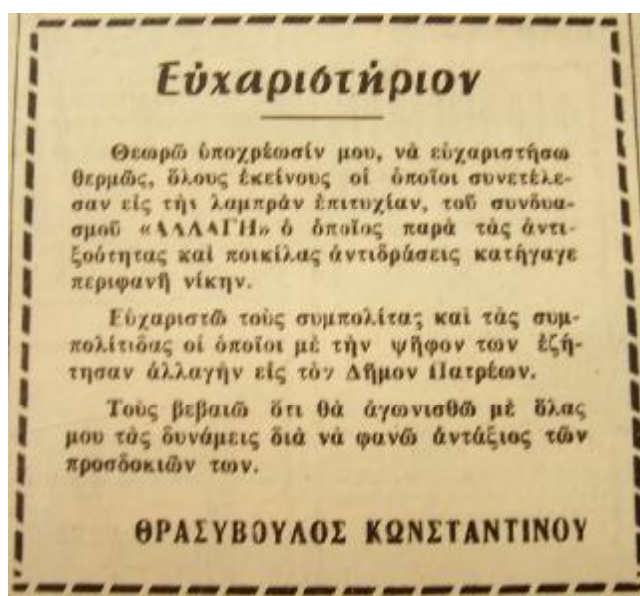 Εὐχαριστήριον
Θεωρῶ ὑποχρέωσίν μου, νὰ εὐχαριστήσω
θερμῶς, ὅλους ἐκείνους οἱ ὁποῖοι συνετέλε-
σαν εἰς τὴν λαμπρὰν ἐπιτυχίαν, τοῦ συνδυα-
σμοῦ «ΑΛΛΑΓΗ» ὁ ὁποῖος παρὰ τὰς ἀντι-
ξοότητας καὶ ποικίλας ἀντιδράσεις κατήγαγε
περιφανῆ νίκην.
Εὐχαριστῶ τοὺς συμπολίτας καὶ τὰς συμ-
πολίτιδας οἱ ὁποῖοι μὲ τὴν ψῆφον των ἐζή-
τησαν ἀλλαγὴν εἰς τὸν Δῆμον Πατρέων.
Τοὺς βεβαιῶ ὅτι θὰ ἀγωνισθῶ μὲ ὅλας
μου τὰς δυνάμεις διὰ νὰ φανῶ ἀντάξιος τῶν
προσδοκιῶν των.
ΘΡΑΣΥΒΟΥΛΟΣ ΚΩΝΣΤΑΝΤΙΝΟΥ